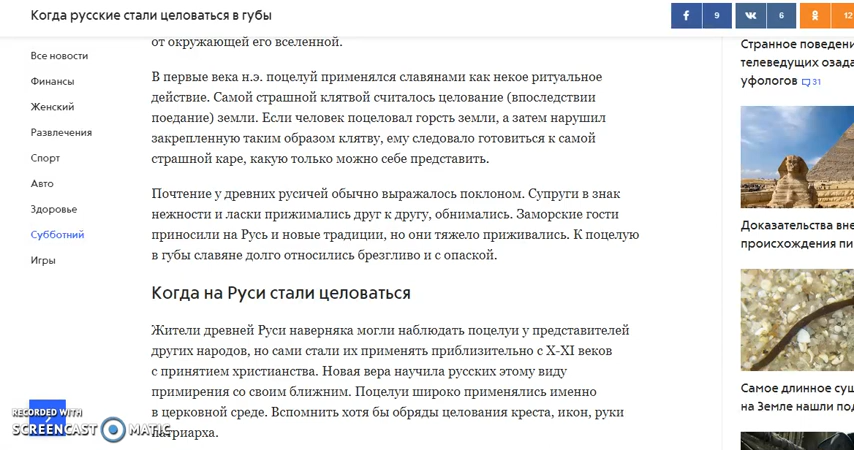 Когда русские стали целоваться в губы
9
6
12
Все новости
Финансы
Женский
Развлечения
Спорт
Авто
Здоровье
Субботний
Игры
от окружающей его вселенной.
В первые века н.э. поцелуй применялся славянами как некое ритуальное
действие. Самой страшной клятвой считалось целование (впоследствии
поедание) земли. Если человек поцеловал горсть земли, а затем нарушил
закрепленную таким образом клятву, ему следовало готовиться к самой
страшной каре, какую только можно себе представить.
Почтение у древних русичей обычно выражалось поклоном. Супруги в знак
нежности и ласки прижимались друг к другу, обнимались. Заморские гости
приносили на Русь и новые традиции, но они тяжело приживались. К поцелую
в губы славяне долго относились брезгливо и с опаской.
Когда на Руси стали целоваться
Жители древней Руси наверняка могли наблюдать поцелуи у представителей
других народов, но сами стали их применять приблизительно с X-XI веков
с принятием христианства. Новая вера научила русских этому виду
примирения со своим ближним. Поцелуи широко применялись именно
в церковной среде. Вспомнить хотя бы обряды целования креста, икон, руки
патриарха.
Странное поведени
телеведущих озада
уфологов 31
Доказательства вне
происхождения пи
Самое длинное сущ
на Земле нашли под
RECORDED WITH
SCREENCAST MATIC